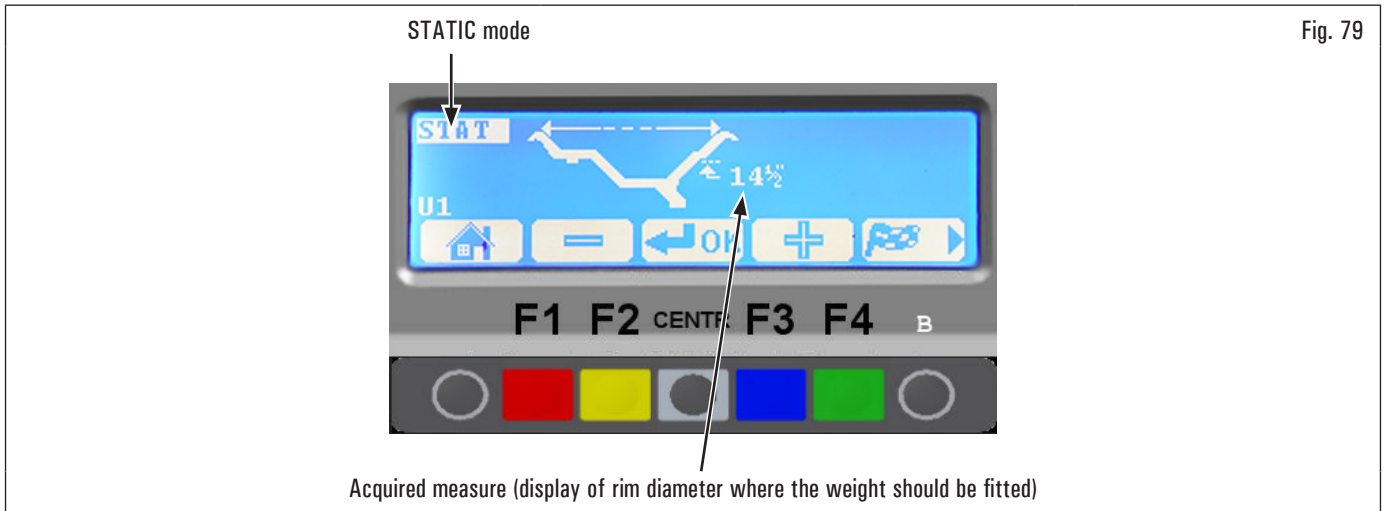 STATIC mode
Fig. 79
STAT
14½"
U1
OK
F1 F2 CENTR F3 F4 B
Acquired measure (display of rim diameter where the weight should be fitted)